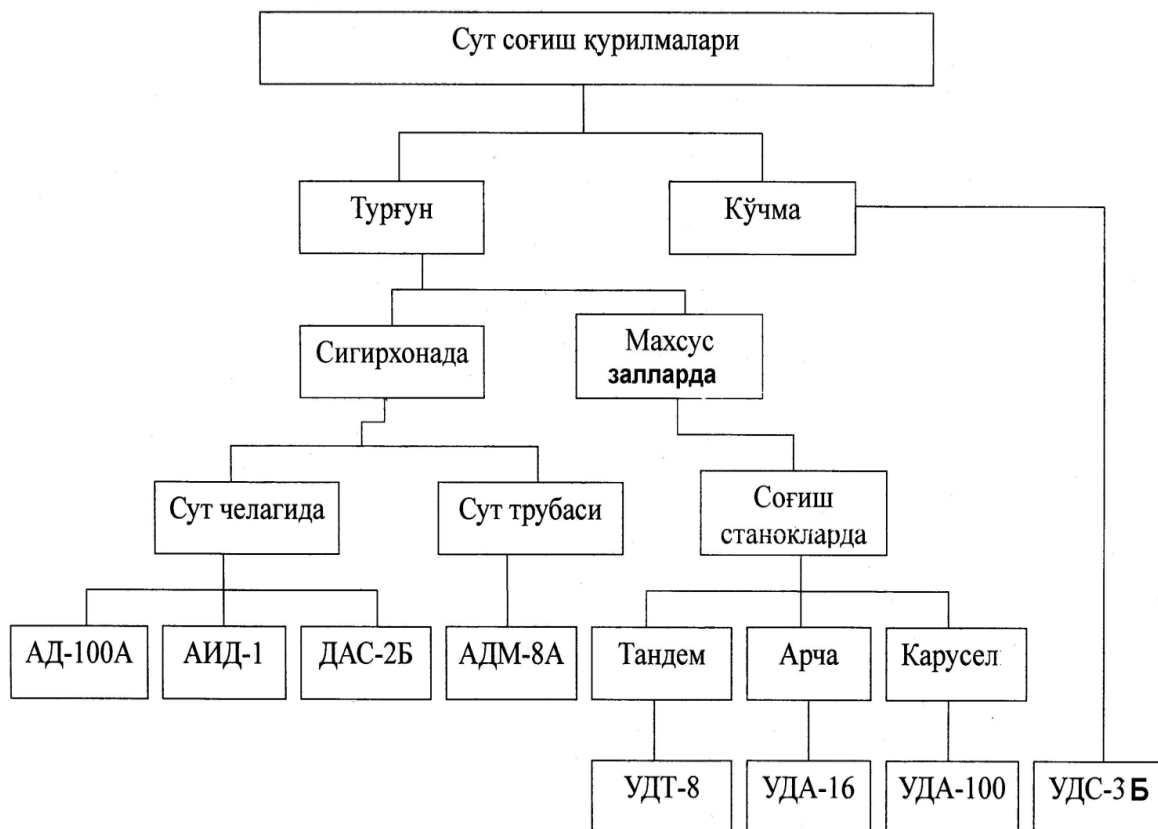 Сут соғиш қурилмалари
Турғун
Кўчма
Сигирхонада
Махсус
залларда
Сут челагида
Сут трубаси
Соғиш
станокларда
АД-100А
АИД-1
ДАС-2Б
АДМ-8А
Тандем
Арча
Карусел
УДТ-8
УДА-16
УДА-100
УДС-3 Б